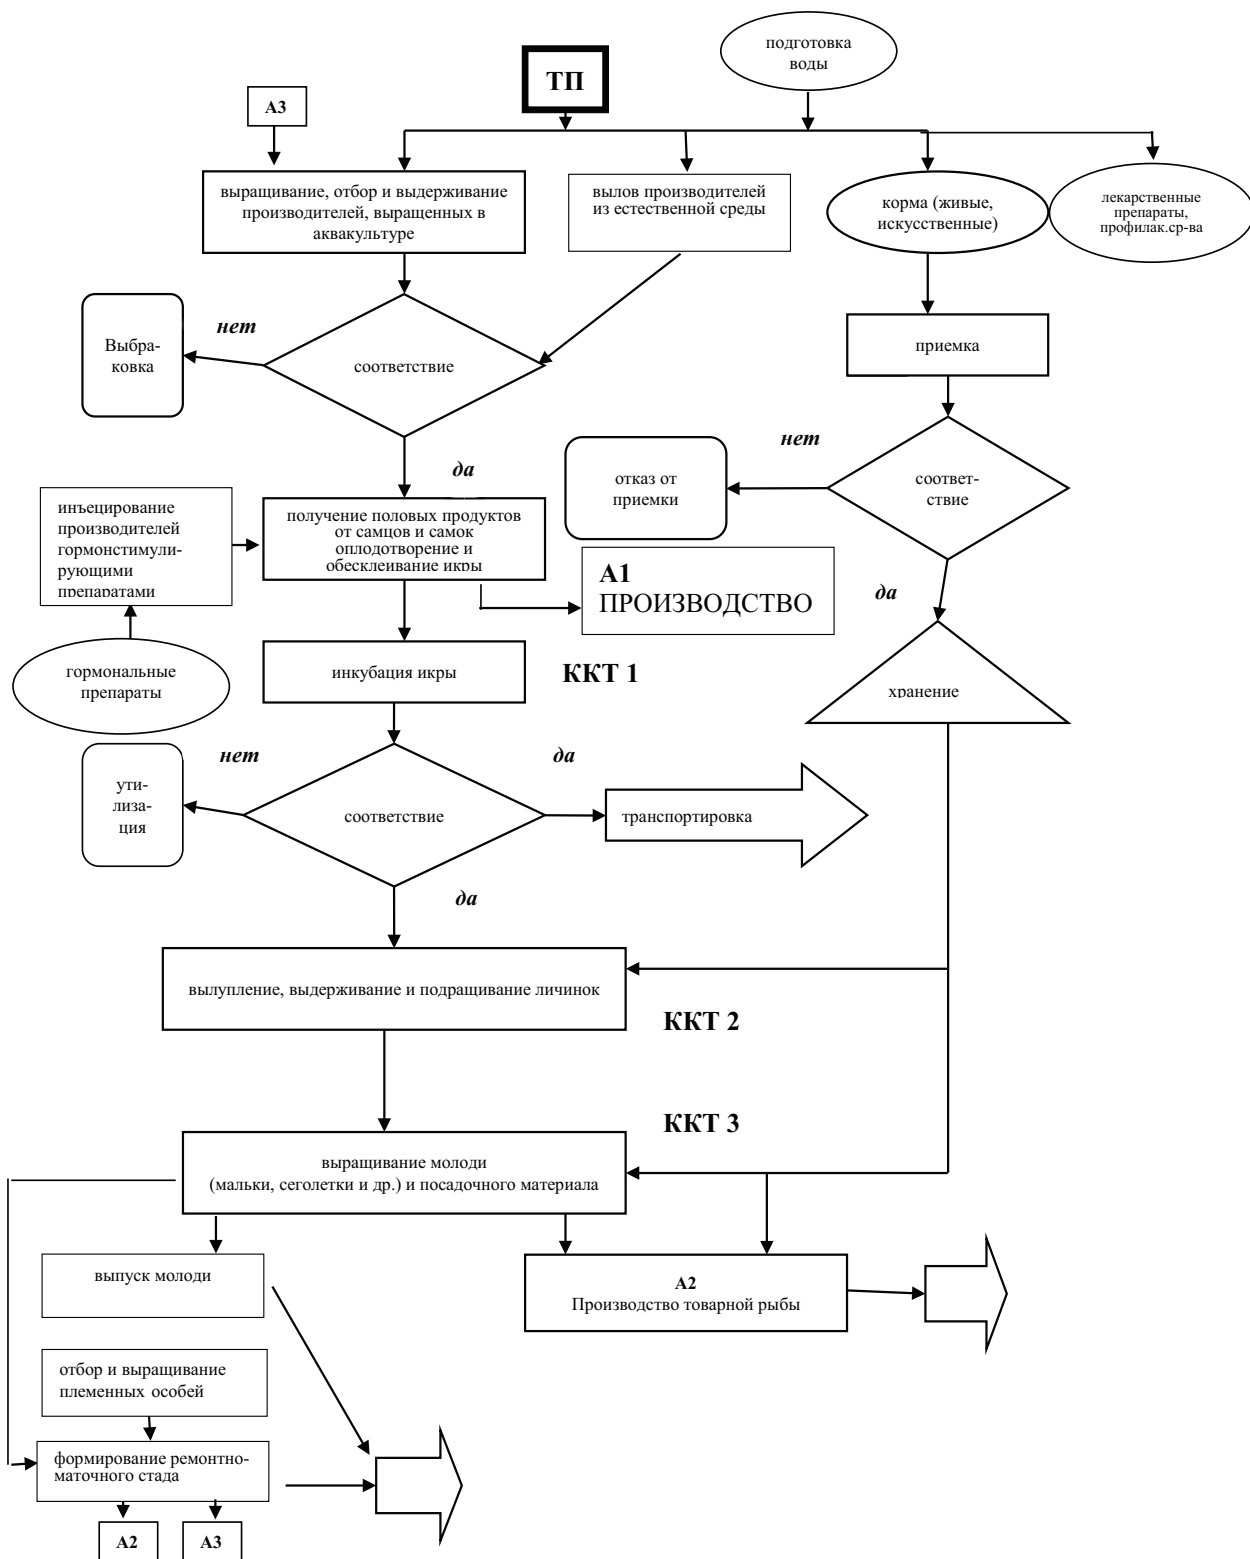 подготовка
воды
ТП
А3
выращивание, отбор и выдерживание
производителей, выращенных в
аквакультуре
вылов производителей
из естественной среды
корма (живые,
искусственные)
лекарственные
препараты,
профилак.ср-ва
нет
Выбра-
ковка
соответствие
приемка
да
нет
отказ от
приемки
соответ-
ствие
инъецирование
производителей
гормонстимули-
рующими
препаратами
получение половых продуктов
от самцов и самок
оплодотворение и
обесклеивание икры
А1
ПРОИЗВОДСТВО
да
гормональные
препараты
инкубация икры
ККТ 1
хранение
нет
да
ути-
лиза-
ция
соответствие
транспортировка
да
вылупление, выдерживание и подращивание личинок
ККТ 2
ККТ 3
выращивание молоди
(мальки, сеголетки и др.) и посадочного материала
выпуск молоди
А2
Производство товарной рыбы
отбор и выращивание
племенных особей
формирование ремонтно-
маточного стада
А2
А3